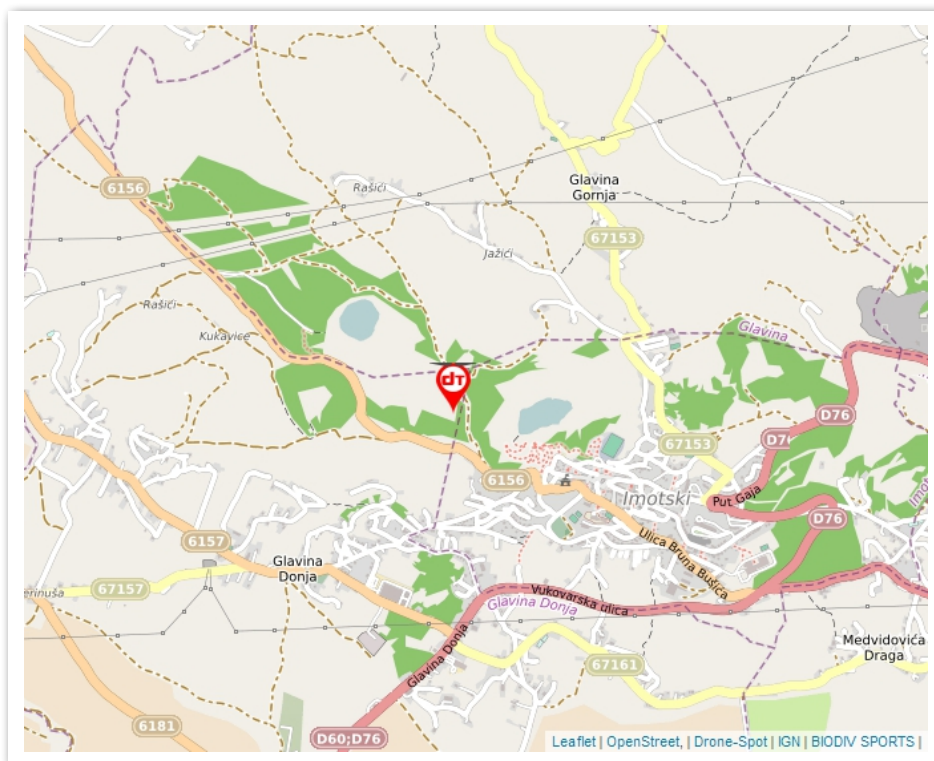 6156
Rašići
Glavina
Gornja
67153
Jažići
Rašići
Kukavice
Glavina
D76
dT
67153
D76
6156
Imotski
Put Gaja
D76
Ulica Bruna Bušića
6157
Glavina
Donja
67157
Vukovarska ulica
Glavina Donja
Medvidovića
Draga
Glavina Donja
67161
6181
D60;D76
Leaflet | OpenStreet, | Drone-Spot | IGN | BIODIV SPORTS |